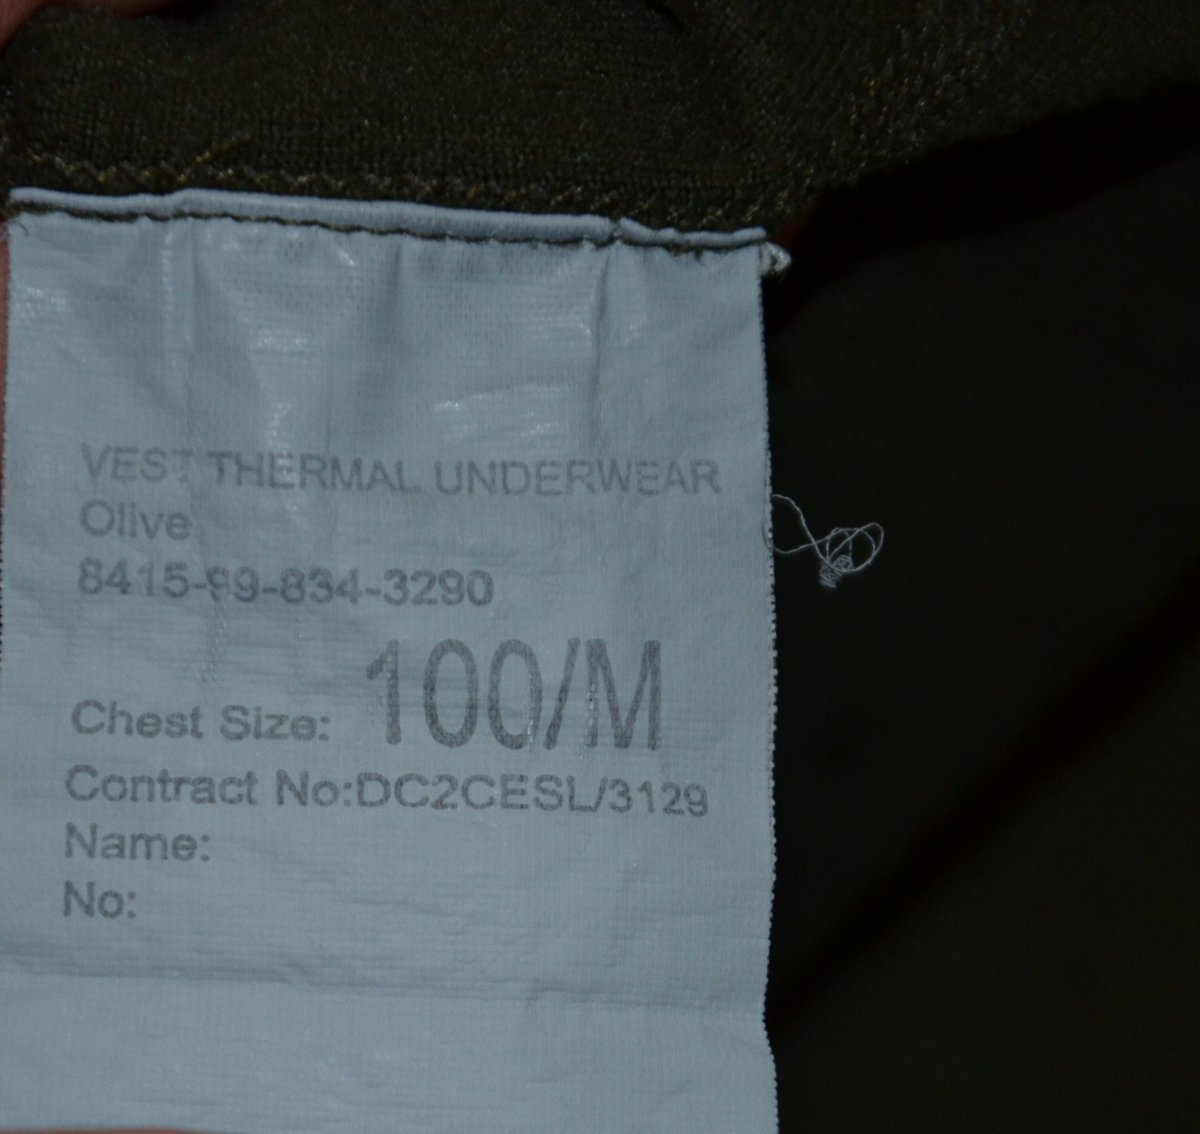 VEST THERMAL UNDERWEAR
Olive
8415-99-834-3290
Chest Size: 100/M
Contract No:DC2CESL/3129
Name:
No: